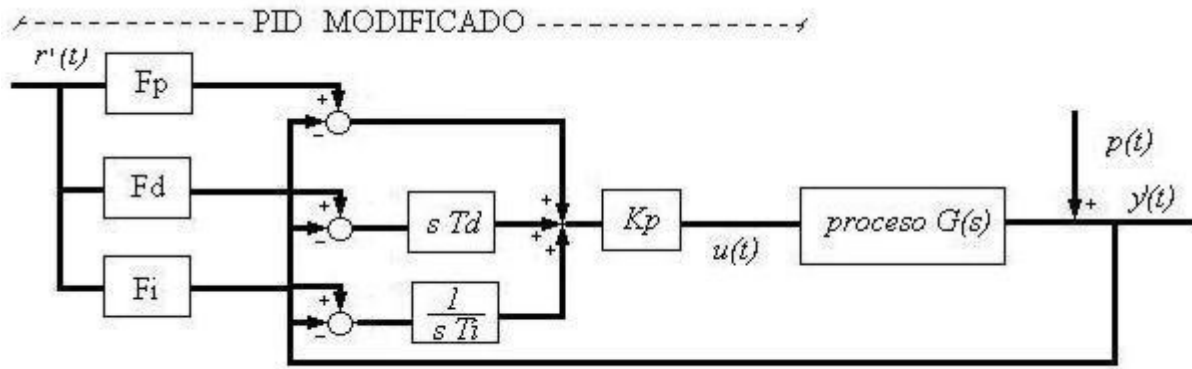 PID MODIFICADO
r'(t)
Fp
+
−
p(t)
Fd
+
−
s Td
+
+
+
Kp
u(t)
proceso G(s)
+
y'(t)
Fi
+
−
1
s Ti